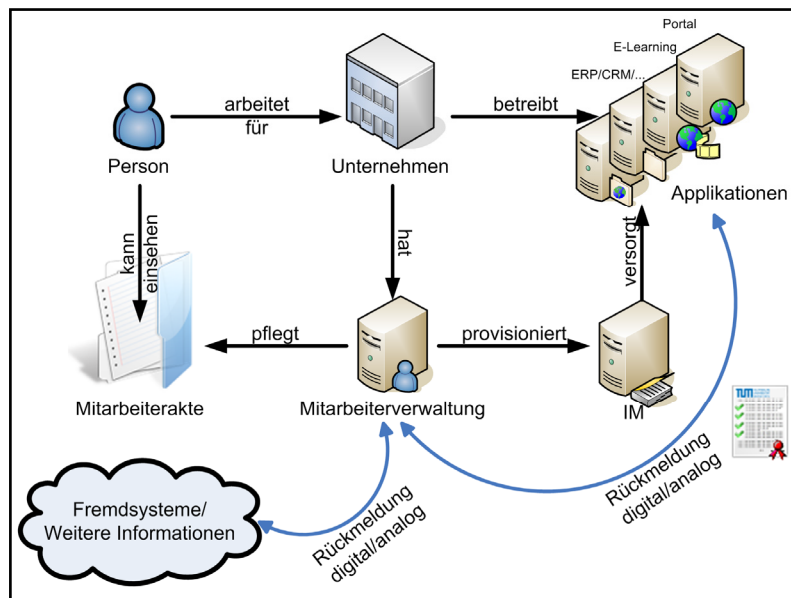 Portal
E-Learning
ERP/CRM/...
arbeitet
für
betreibt
Person
Unternehmen
Applikationen
kann
einsehen
hat
versorgt
pflegt
provisioniert
Mitarbeiterakte
Mitarbeiterverwaltung
IM
TUM
Rückmeldung
digital/analog
Fremdsysteme/
Weitere Informationen
Rückmeldung
digital/analog